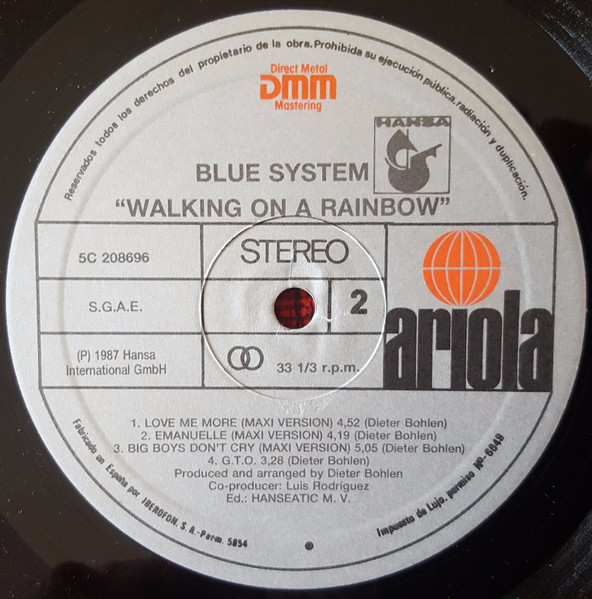 Reservados todos los derechos del propietario de la obra. Prohibida su ejecución pública, radiación y duplicación.
Direct Metal
DMM
Mastering
HANSA
BLUE SYSTEM
“WALKING ON A RAINBOW”
5C 208696
STEREO
S.G.A.E.
2
ariola
(P) 1987 Hansa
International GmbH
33 1/3 r.p.m.
1. LOVE ME MORE (MAXI VERSION) 4,52 (Dieter Bohlen)
2. EMANUELLE (MAXI VERSION) 4,19 (Dieter Bohlen)
3. BIG BOYS DON'T CRY (MAXI VERSION) 5,05 (Dieter Bohlen)
4. G.T.O. 3,28 (Dieter Bohlen)
Produced and arranged by Dieter Bohlen
Co-producer: Luis Rodríguez
Ed.: HANSEATIC M. V.
Fabricado en España por IBEROFON, S. A. - Perm. 5854
Impuesto de Lujo, permiso Nº-6849